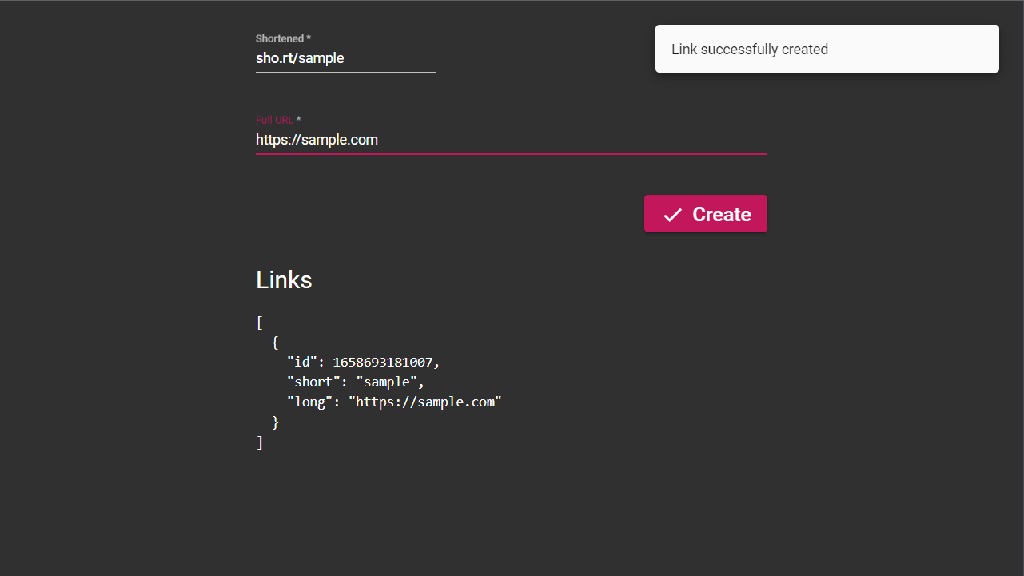 Shortened *
sho.rt/sample
Link successfully created
Full URL *
https://sample.com
Create
Links
[
{
"id": 1658693181007,
"short": "sample",
"long": "https://sample.com"
}
]